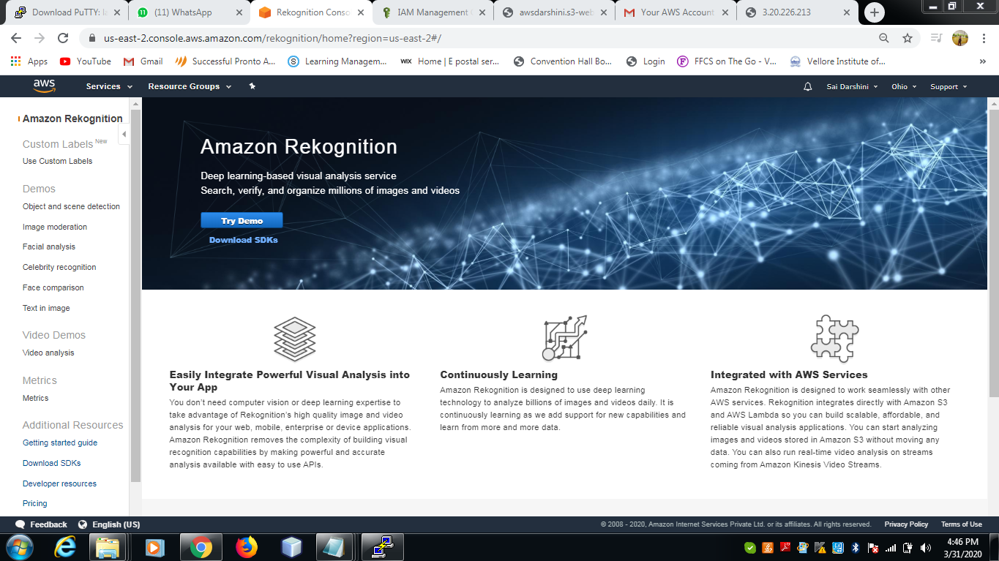 Download PuTTY: la
(11) WhatsApp
Rekognition Conso
IAM Management
awsdarshini.s3-web
Your AWS Account
3.20.226.213
us-east-2.console.aws.amazon.com/rekognition/home?region=us-east-2#/
Apps
YouTube
Gmail
Successful Pronto A...
Learning Managem...
WIX
Home | E postal ser...
Convention Hall Bo...
Login
FFCS on The Go - V...
Vellore Institute of...
»
aws
Services
Resource Groups
Sai Darshini
Ohio
Support
Amazon Rekognition
Custom Labels New
Use Custom Labels
Demos
Object and scene detection
Image moderation
Facial analysis
Celebrity recognition
Face comparison
Text in image
Video Demos
Video analysis
Metrics
Metrics
Additional Resources
Getting started guide
Download SDKs
Developer resources
Pricing
Amazon Rekognition
Deep learning-based visual analysis service
Search, verify, and organize millions of images and videos
Try Demo
Download SDKs
Easily Integrate Powerful Visual Analysis into
Your App
You don't need computer vision or deep learning expertise to
take advantage of Rekognition's high quality image and video
analysis for your web, mobile, enterprise or device applications.
Amazon Rekognition removes the complexity of building visual
recognition capabilities by making powerful and accurate
analysis available with easy to use APIs.
Continuously Learning
Amazon Rekognition is designed to use deep learning
technology to analyze billions of images and videos daily. It is
continuously learning as we add support for new capabilities and
learn from more and more data.
Integrated with AWS Services
Amazon Rekognition is designed to work seamlessly with other
AWS services. Rekognition integrates directly with Amazon S3
and AWS Lambda so you can build scalable, affordable, and
reliable visual analysis applications. You can start analyzing
images and videos stored in Amazon S3 without moving any
data. You can also run real-time video analysis on streams
coming from Amazon Kinesis Video Streams.
Feedback
English (US)
© 2008 - 2020, Amazon Internet Services Private Ltd. or its affiliates. All rights reserved.
Privacy Policy
Terms of Use
4:46 PM
3/31/2020